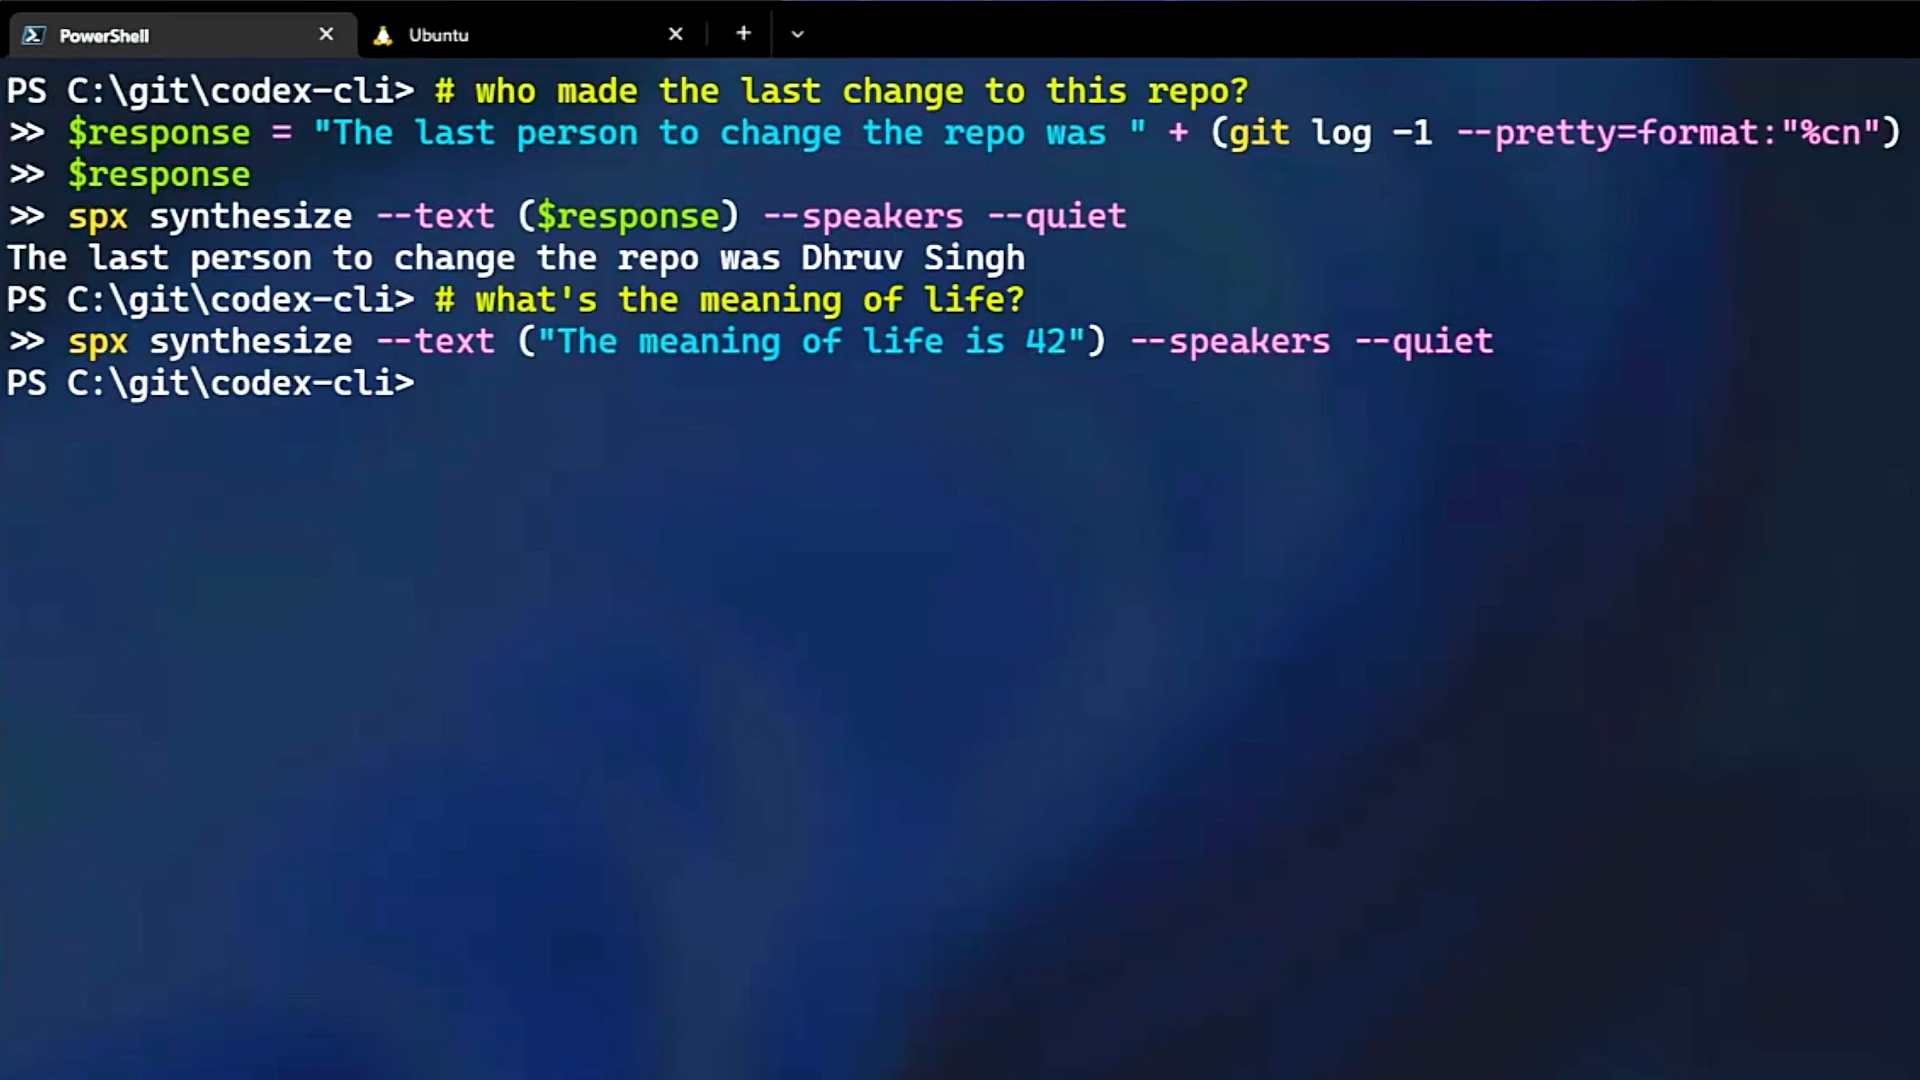 PowerShell
Ubuntu
PS C:\git\codex-cli> # who made the last change to this repo?
>> $response = "The last person to change the repo was " + (git log -1 --pretty=format:"%cn")
>> $response
>> spx synthesize --text ($response) --speakers --quiet
The last person to change the repo was Dhruv Singh
PS C:\git\codex-cli> # what's the meaning of life?
>> spx synthesize --text ("The meaning of life is 42") --speakers --quiet
PS C:\git\codex-cli>